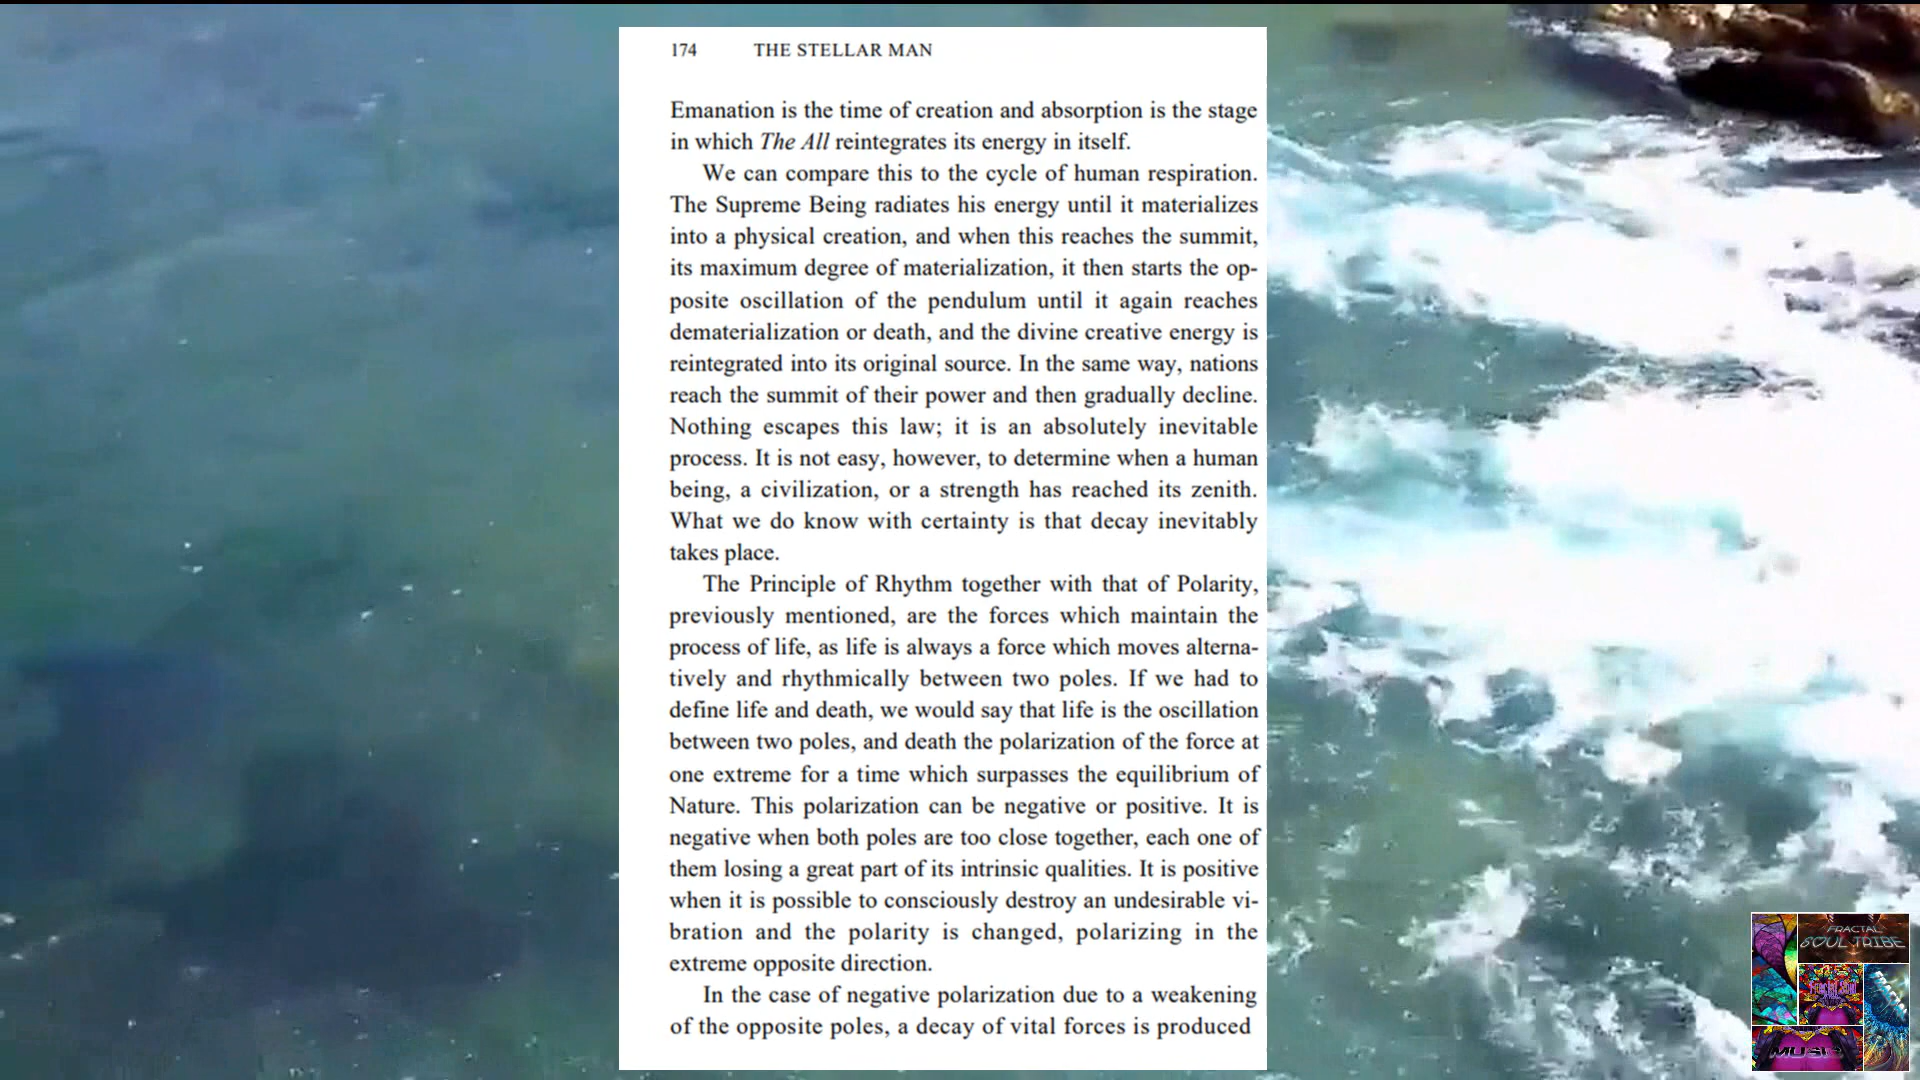 174 THE STELLAR MAN
Emanation is the time of creation and absorption is the stage
in which The All reintegrates its energy in itself.
We can compare this to the cycle of human respiration.
The Supreme Being radiates his energy until it materializes
into a physical creation, and when this reaches the summit,
its maximum degree of materialization, it then starts the op-
posite oscillation of the pendulum until it again reaches
dematerialization or death, and the divine creative energy is
reintegrated into its original source. In the same way, nations
reach the summit of their power and then gradually decline.
Nothing escapes this law; it is an absolutely inevitable
process. It is not easy, however, to determine when a human
being, a civilization, or a strength has reached its zenith.
What we do know with certainty is that decay inevitably
takes place.
The Principle of Rhythm together with that of Polarity,
previously mentioned, are the forces which maintain the
process of life, as life is always a force which moves alterna-
tively and rhythmically between two poles. If we had to
define life and death, we would say that life is the oscillation
between two poles, and death the polarization of the force at
one extreme for a time which surpasses the equilibrium of
Nature. This polarization can be negative or positive. It is
negative when both poles are too close together, each one of
them losing a great part of its intrinsic qualities. It is positive
when it is possible to consciously destroy an undesirable vi-
bration and the polarity is changed, polarizing in the
extreme opposite direction.
In the case of negative polarization due to a weakening
of the opposite poles, a decay of vital forces is produced
FRACTAL
SOUL TRIBE
Fractal Soul
MUSIC